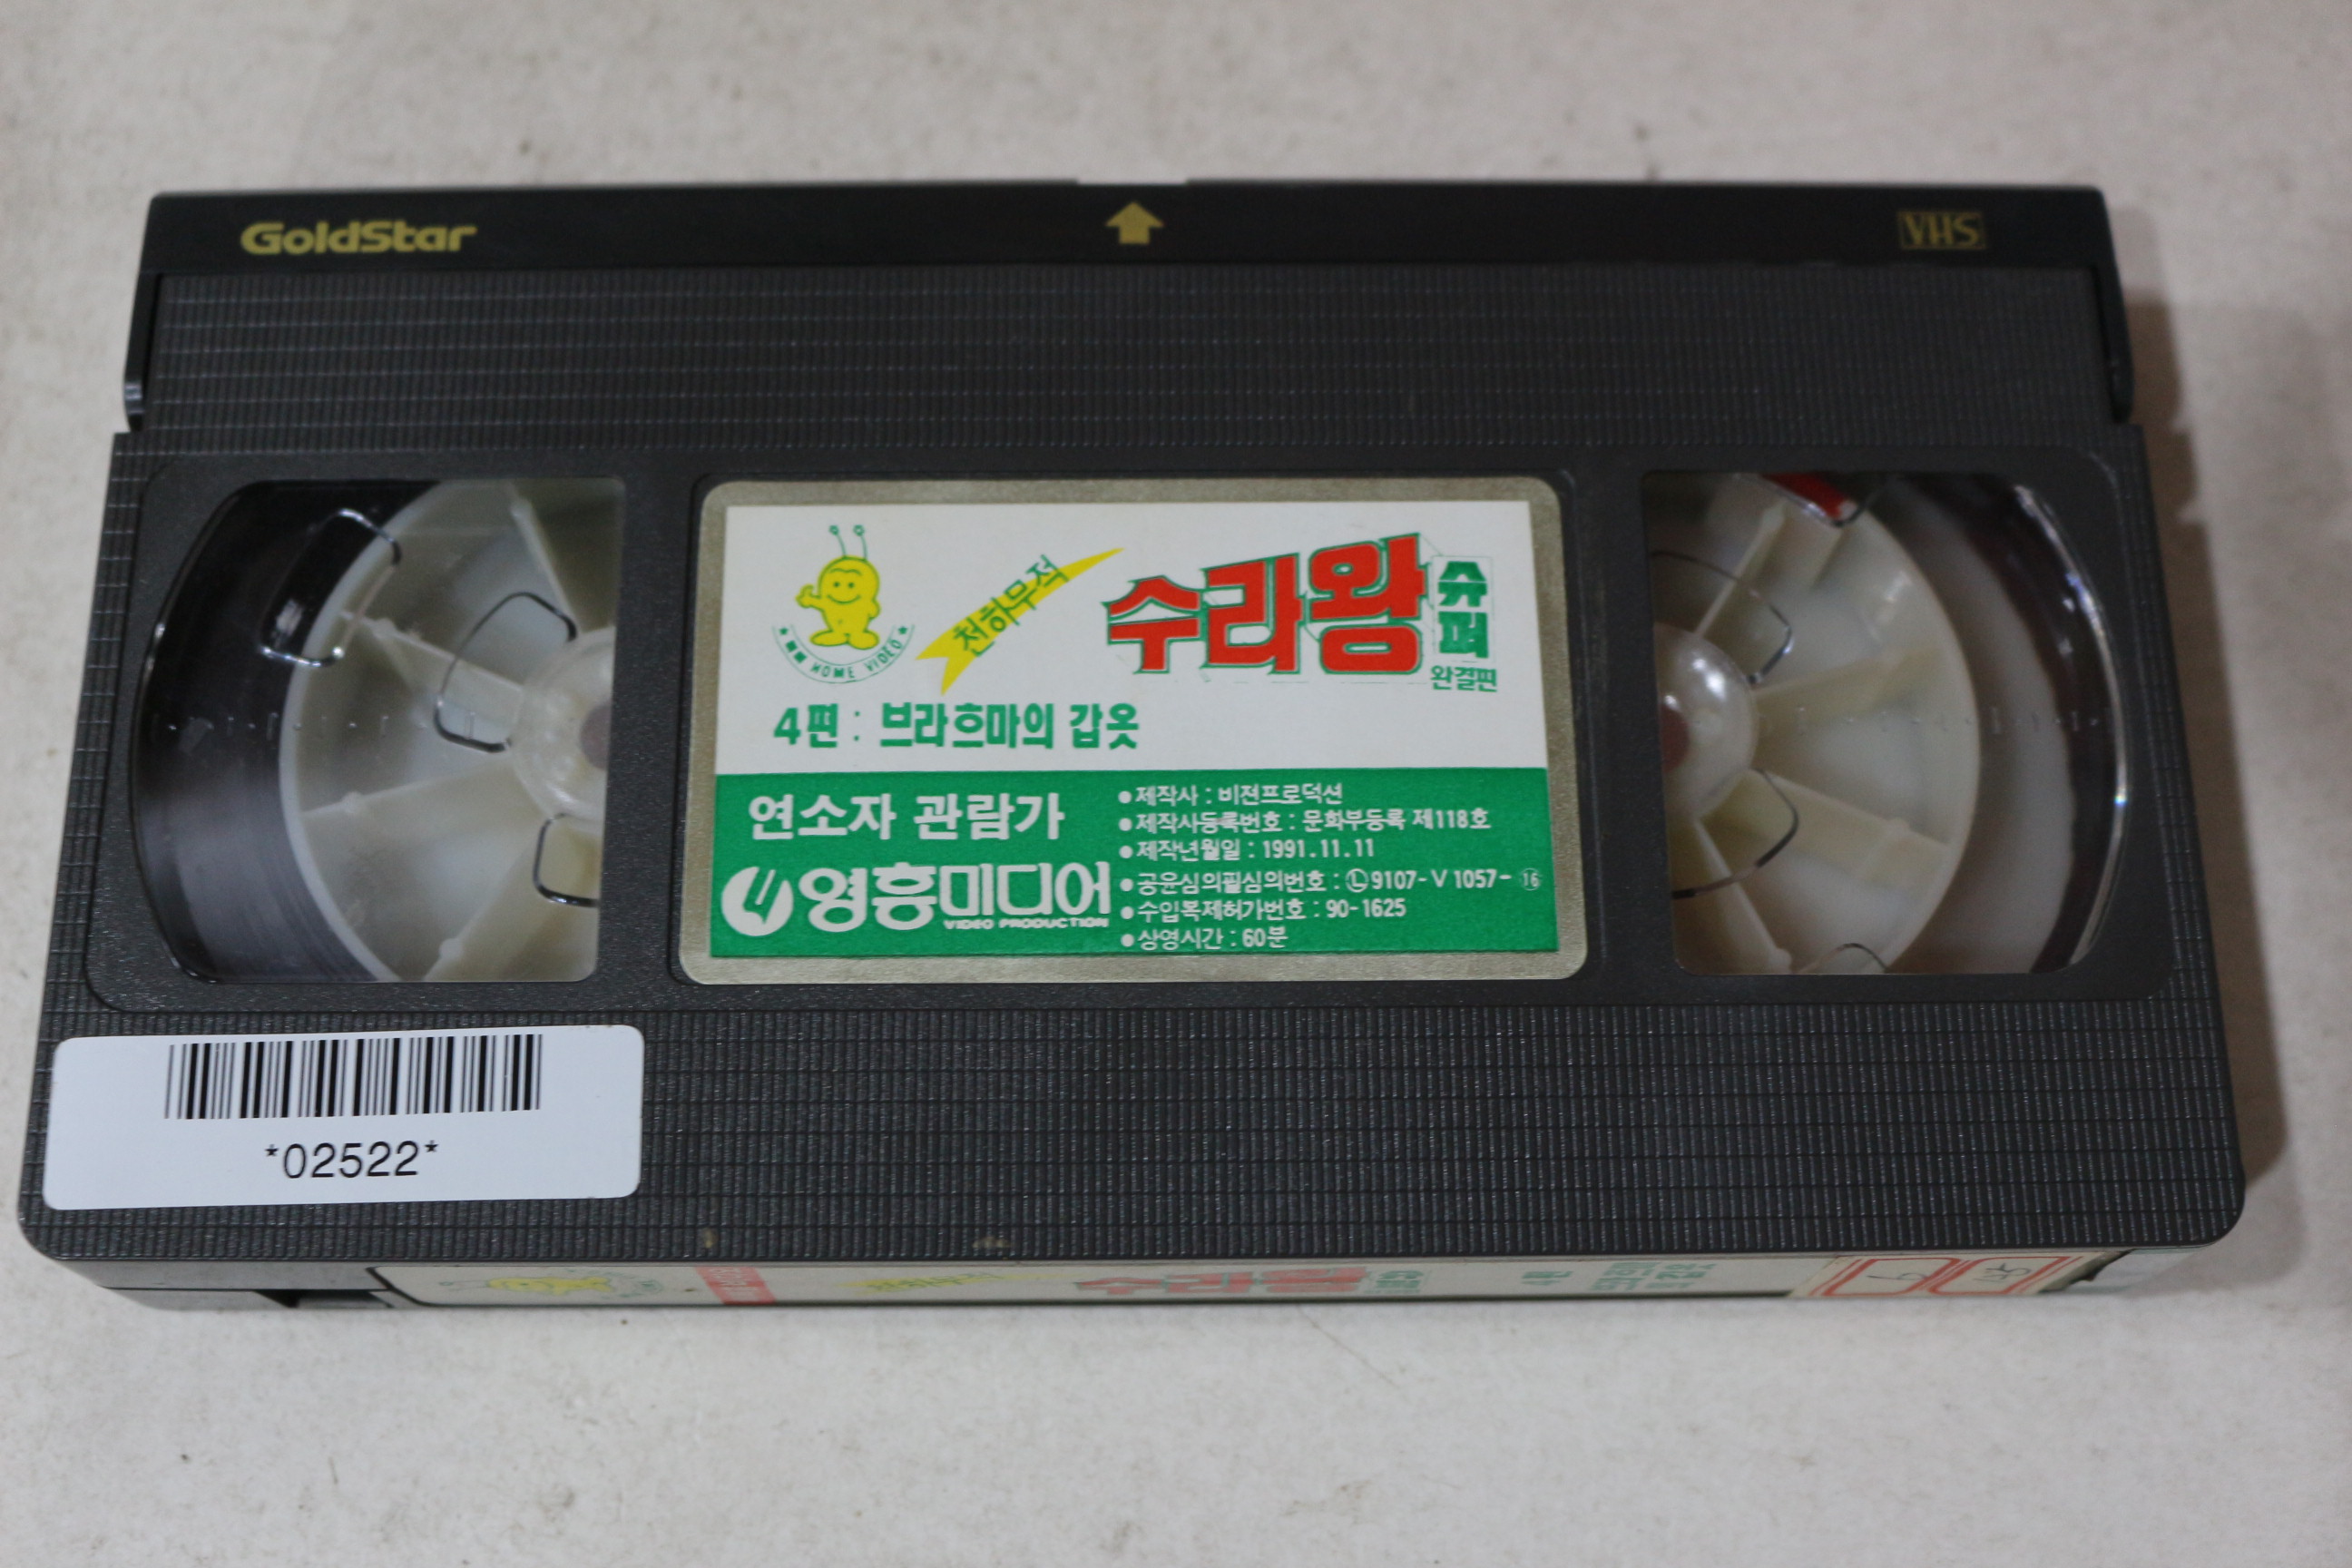 GoldStar
VHS
HOME VIDEO
천하무적
수라왕
슈퍼
완결편
4편 : 브라흐마의 갑옷
연소자 관람가
영흥미디어
VIDEO PRODUCTION
●제작사 : 비젼프로덕션
●제작사등록번호 : 문화부등록 제118호
●제작년월일 : 1991.11.11
●공윤심의필심의번호 : Ⓛ9107-V1057-⑯
●수입복제허가번호 : 90-1625
●상영시간 : 60분
*02522*
4편